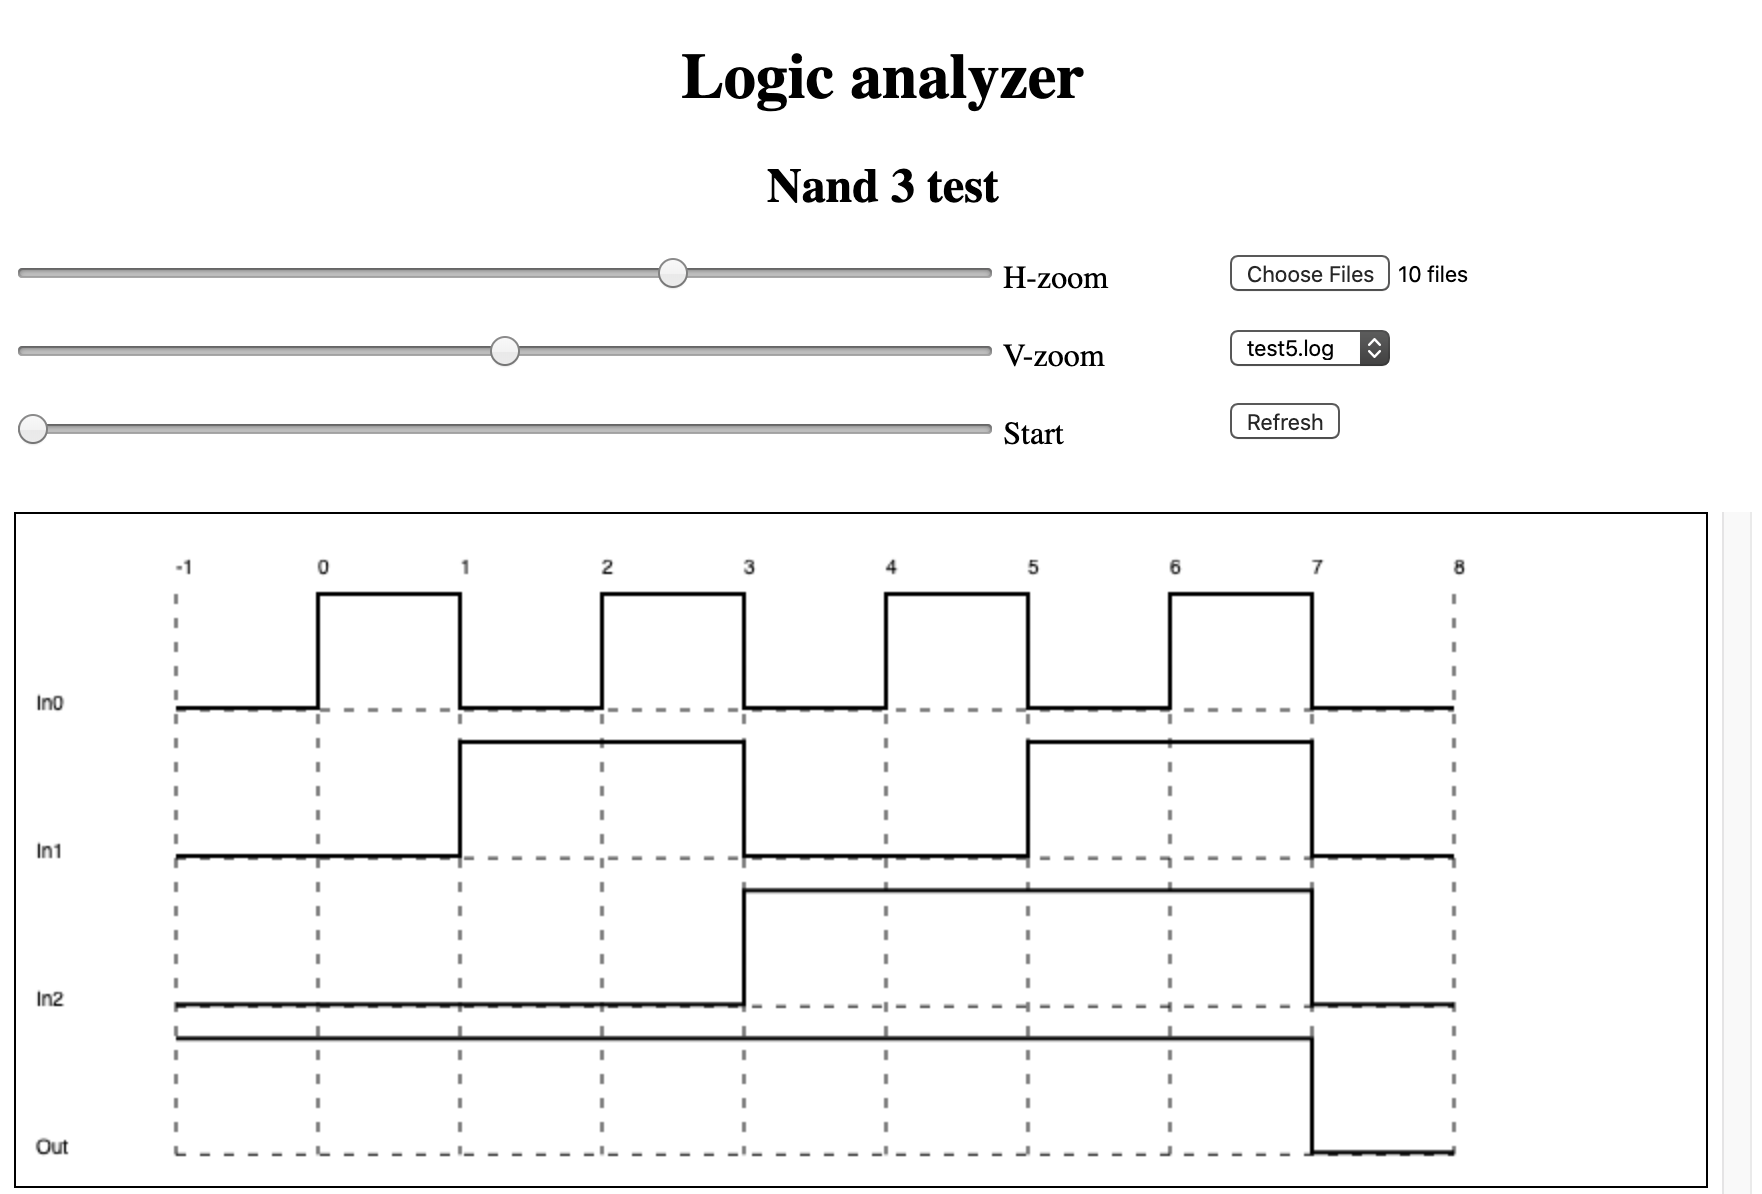 Logic analyzer
Nand 3 test
H-zoom
Choose Files 10 files
V-zoom
test5.log
Start
Refresh
-1 0 1 2 3 4 5 6 7 8
In0
In1
In2
Out